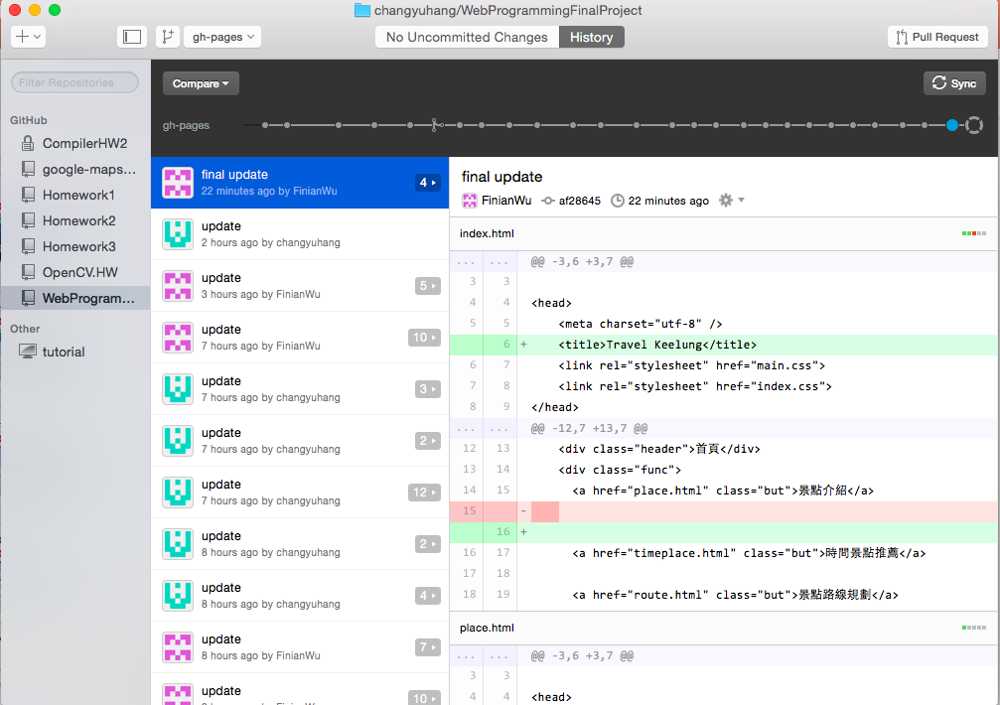 changyuhang/WebProgrammingFinalProject
gh-pages
No Uncommitted Changes
History
Pull Request
Filter Repositories
GitHub
CompilerHW2
google-maps...
Homework1
Homework2
Homework3
OpenCV.HW
WebProgram...
Other
tutorial
Compare
Sync
gh-pages
final update
22 minutes ago by FinianWu
4
update
2 hours ago by changyuhang
update
3 hours ago by FinianWu
5
update
7 hours ago by FinianWu
10
update
7 hours ago by changyuhang
3
update
7 hours ago by changyuhang
2
update
7 hours ago by changyuhang
12
update
8 hours ago by changyuhang
2
update
8 hours ago by changyuhang
4
update
8 hours ago by FinianWu
7
update
10
final update
FinianWu af28645 22 minutes ago
index.html
... ... @@ -3,6 +3,7 @@
3 3
4 4 <head>
5 5 <meta charset="utf-8" />
6 + <title>Travel Keelung</title>
6 7 <link rel="stylesheet" href="main.css">
7 8 <link rel="stylesheet" href="index.css">
8 9 </head>
... ... @@ -12,7 +13,7 @@
12 13 <div class="header">首頁</div>
13 14 <div class="func">
14 15 <a href="place.html" class="but">景點介紹</a>
15 -
16 +
16 17 <a href="timeplace.html" class="but">時間景點推薦</a>
17 18
18 19 <a href="route.html" class="but">景點路線規劃</a>
place.html
... ... @@ -3,6 +3,7 @@
3 3
4 4 <head>